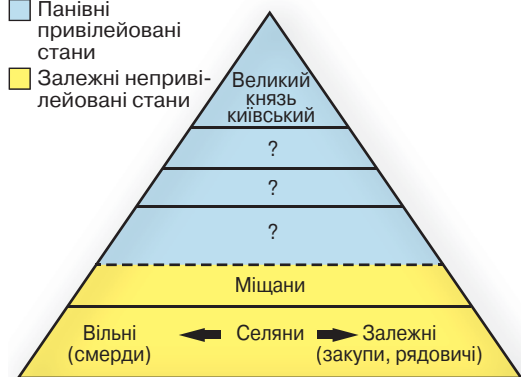 Панівні
привілейовані
стани
Залежні неприві-
лейовані стани
Великий
князь
київський
?
?
?
Міщани
Вільні
(смерди)
Селяни
Залежні
(закупи, рядовичі)